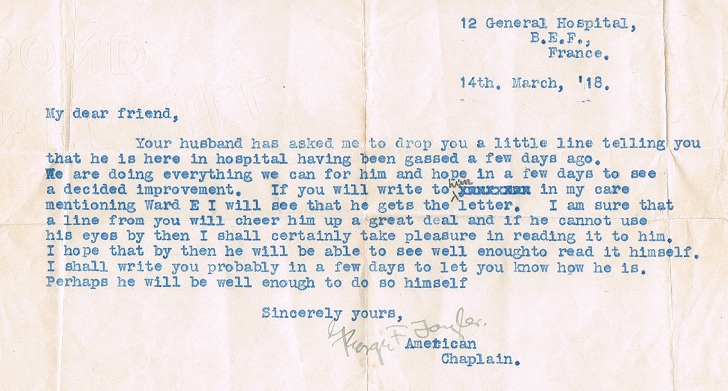 12 General Hospital,
B.E.F.,
France.
14th. March, '18.
My dear friend,
Your husband has asked me to drop you a little line telling you
that he is here in hospital having been gassed a few days ago.
We are doing everything we can for him and hope in a few days to see
a decided improvement. If you will write to him xxxxxxxx in my care
mentioning Ward E I will see that he gets the letter. I am sure that
a line from you will cheer him up a great deal and if he cannot use
his eyes by then I shall certainly take pleasure in reading it to him.
I hope that by then he will be able to see well enoughto read it himself.
I shall write you probably in a few days to let you know how he is.
Perhaps he will be well enough to do so himself
Sincerely yours,
George F.
American
Chaplain.